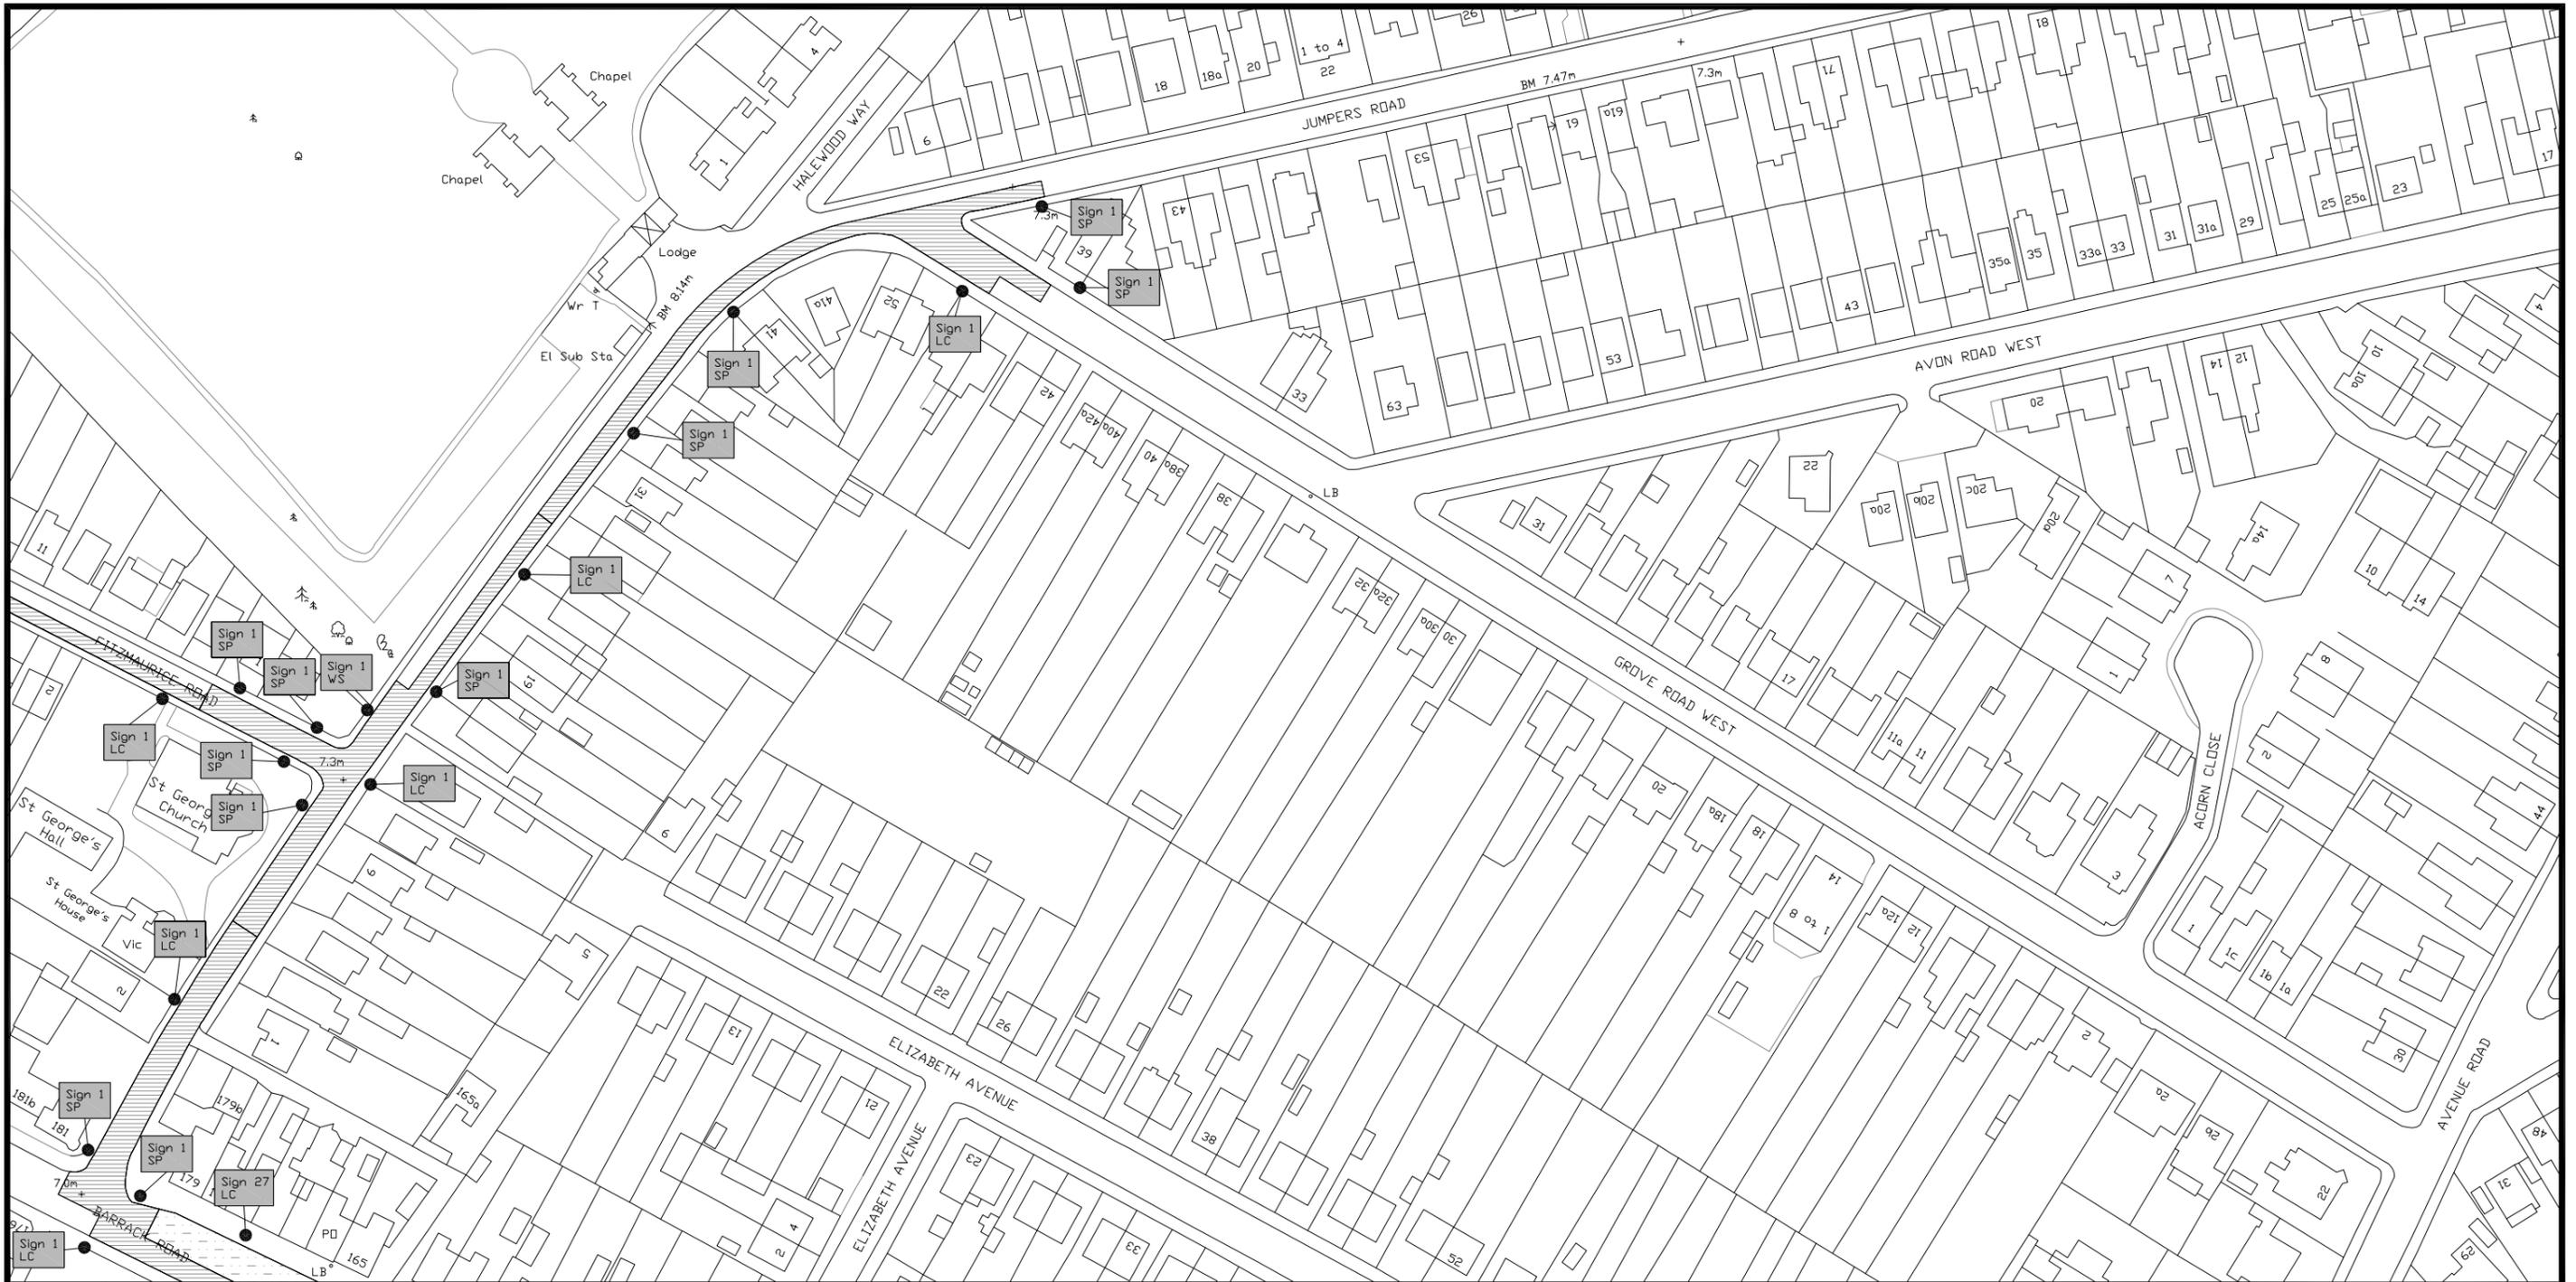 26
1 to 4
22
20
18a
18
4
1
6
HALEWOOD WAY
Chapel
Chapel
JUMPERS ROAD
BM 7.47m
7.3m
71
81
61
61a
53
43
17
23
25
25a
29
31a
31
33
33a
35
35a
43
53
63
33
39
7.3m
Sign 1
SP
Sign 1
SP
Sign 1
LC
Sign 1
SP
Sign 1
SP
Lodge
BM 8.14m
Wr T
El Sub Sta
41
41a
52
42
40a
42a
40
38a
38
31
AVON ROAD WEST
4
10
10a
12
14
20
22
20a
20b
20c
20d
14a
7
1
10
14
LB
31
17
11a
11
GROVE ROAD WEST
32
32a
30a
30
20
18a
18
14
1 to 8
12a
12
3
ACORN CLOSE
8
2
44
1
1c
1b
1a
30
AVENUE ROAD
48
31
29
22
2
2a
2b
11
FITZMAURICE ROAD
2
Sign 1
SP
Sign 1
SP
Sign 1
WS
Sign 1
LC
Sign 1
SP
19
Sign 1
LC
Sign 1
SP
7.3m
Sign 1
LC
Sign 1
SP
St George's
Hall
St George's
House
Church
Vic
Sign 1
LC
2
9
9
5
1
22
26
38
52
13
21
23
33
ELIZABETH AVENUE
ELIZABETH AVENUE
4
2
165a
179b
181b
181
Sign 1
SP
Sign 1
SP
179
Sign 27
LC
7.0m
BARRACK ROAD
Sign 1
LC
PO
165
LB